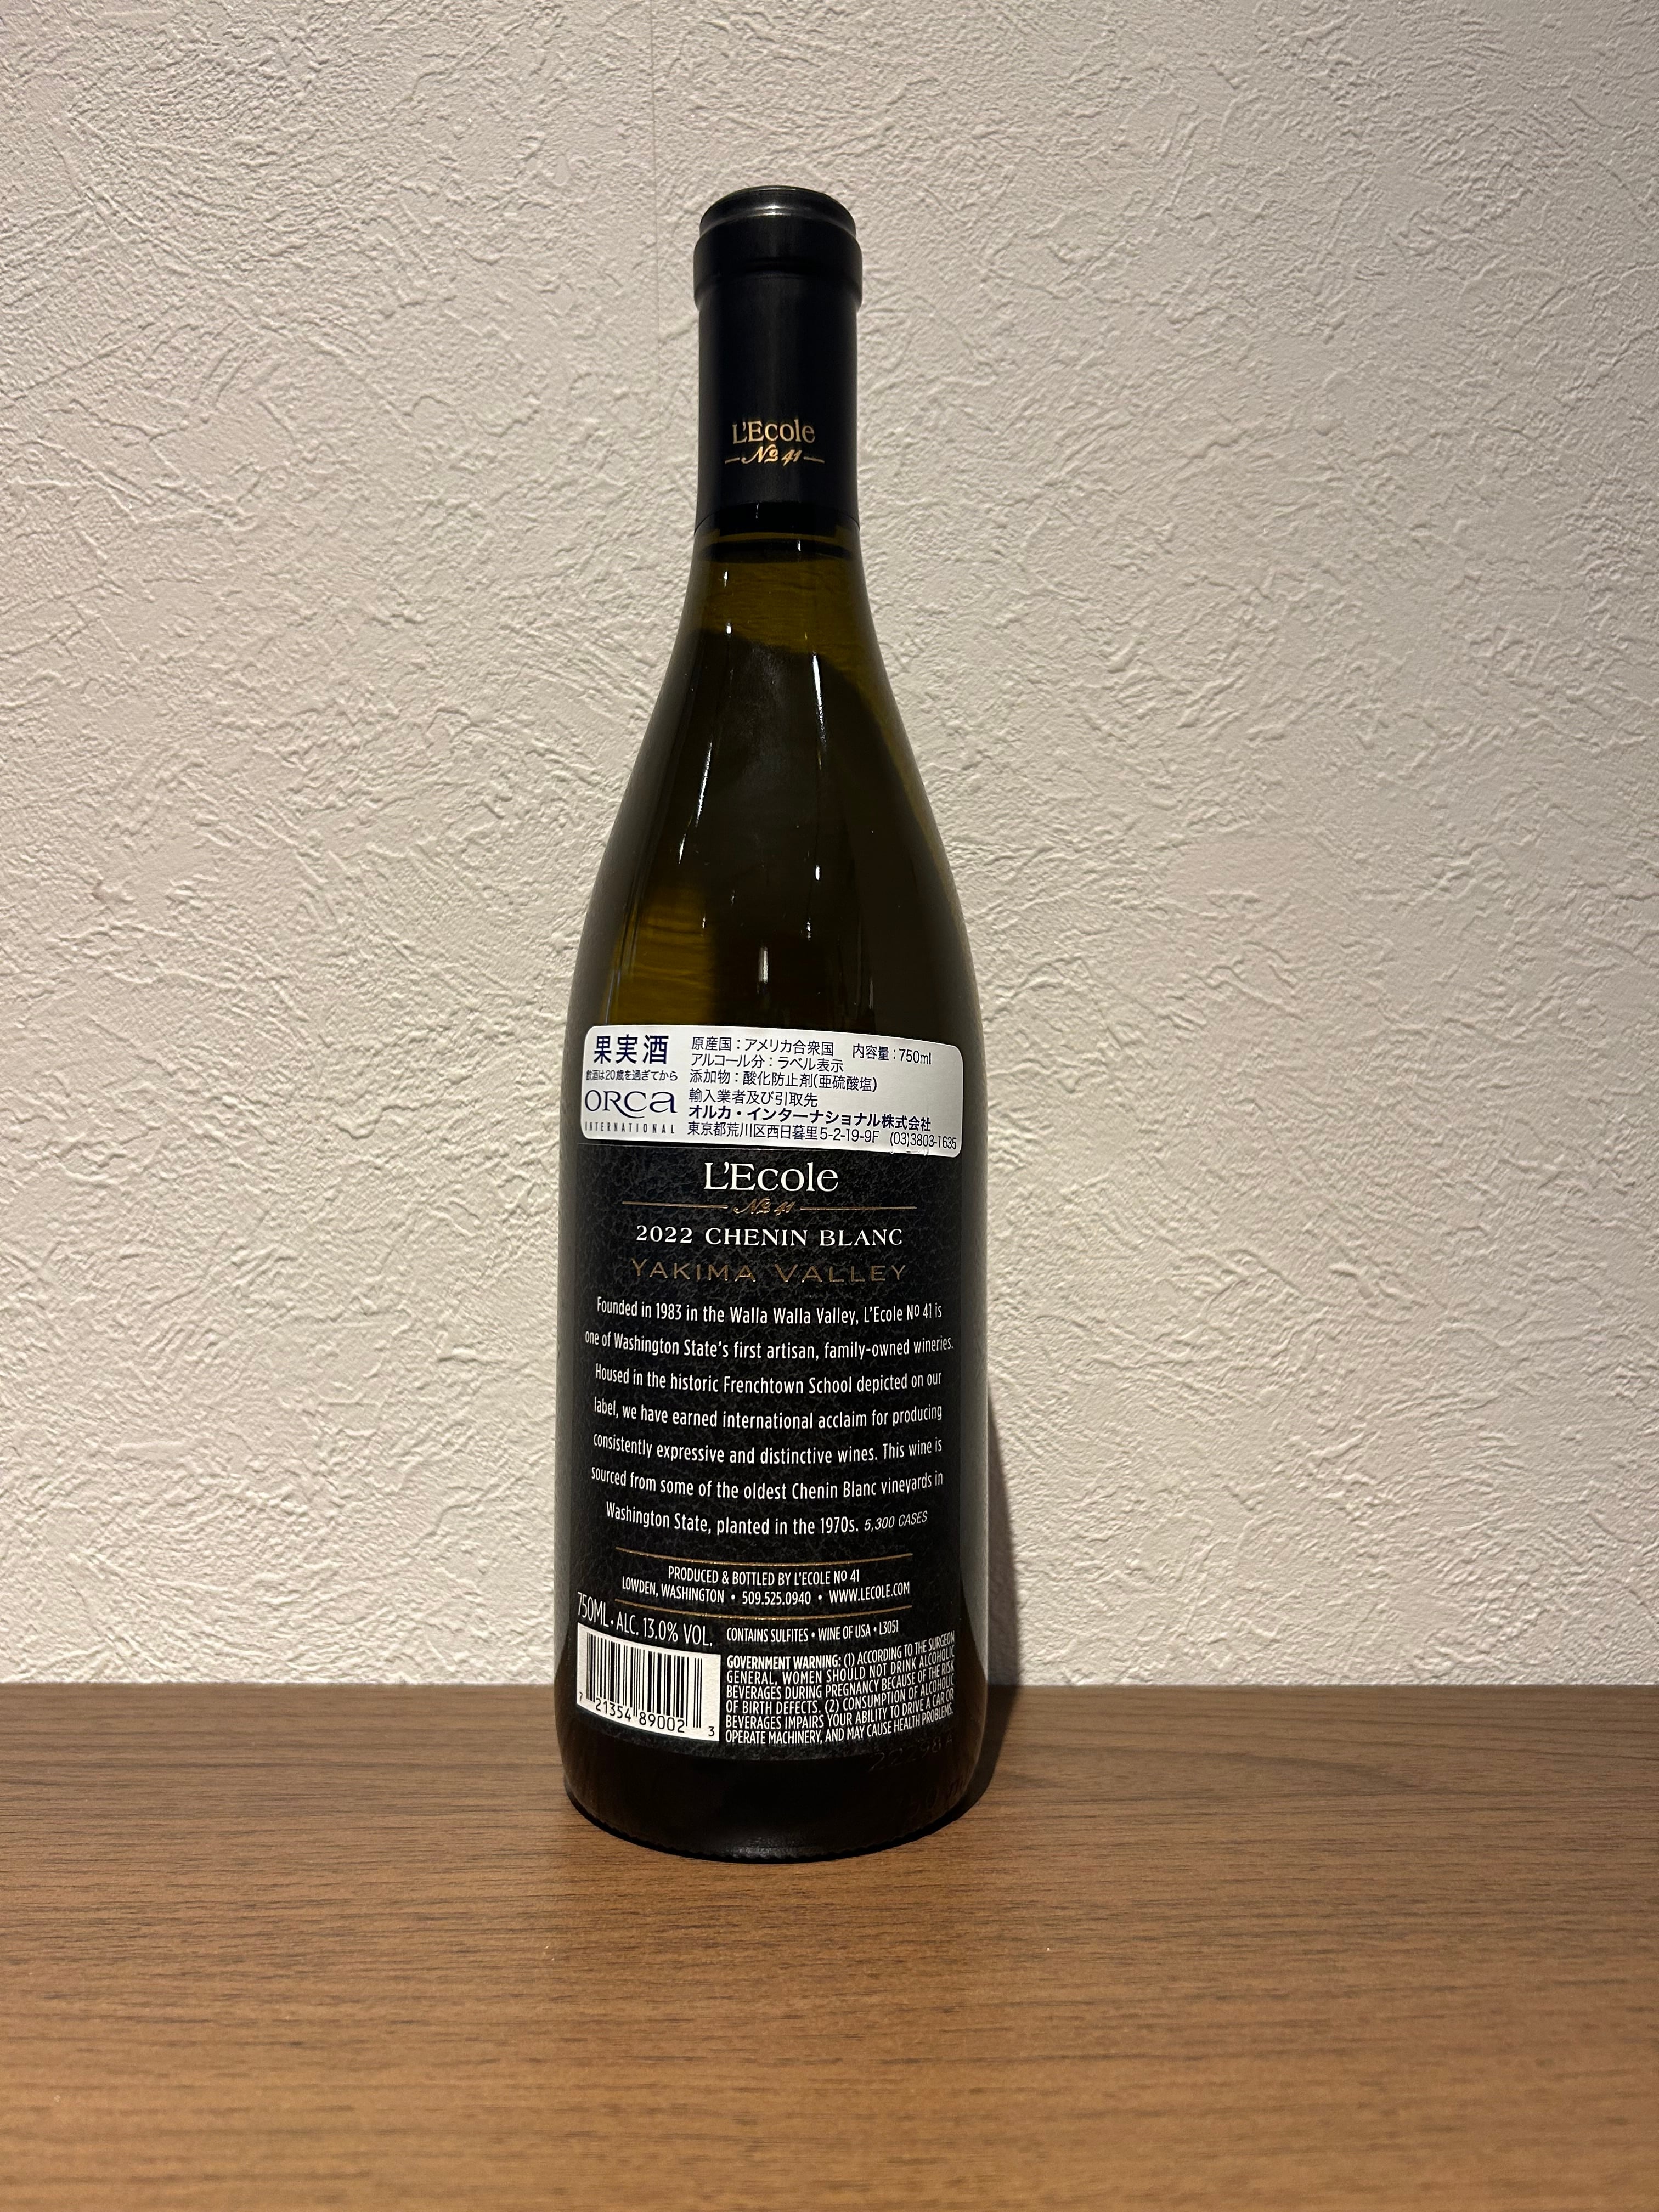 L'Ecole
Nº 41
果実酒
飲酒は20歳を過ぎてから
ORCA
INTERNATIONAL
原産国：アメリカ合衆国　内容量：750ml
アルコール分：ラベル表示
添加物：酸化防止剤(亜硫酸塩)
輸入業者及び引取先
オルカ・インターナショナル株式会社
東京都荒川区西日暮里5-2-19-9F (03)3803-1635
L'Ecole
Nº 41
2022 CHENIN BLANC
YAKIMA VALLEY
Founded in 1983 in the Walla Walla Valley, L'Ecole Nº 41 is
one of Washington State's first artisan, family-owned wineries.
Housed in the historic Frenchtown School depicted on our
label, we have earned international acclaim for producing
consistently expressive and distinctive wines. This wine is
sourced from some of the oldest Chenin Blanc vineyards in
Washington State, planted in the 1970s. 5,300 CASES
PRODUCED & BOTTLED BY L'ECOLE Nº 41
LOWDEN, WASHINGTON • 509.525.0940 • WWW.LECOLE.COM
750ML • ALC. 13.0% VOL.
CONTAINS SULFITES • WINE OF USA • L3051
GOVERNMENT WARNING: (1) ACCORDING TO THE SURGEON
GENERAL, WOMEN SHOULD NOT DRINK ALCOHOLIC
BEVERAGES DURING PREGNANCY BECAUSE OF THE RISK
OF BIRTH DEFECTS. (2) CONSUMPTION OF ALCOHOLIC
BEVERAGES IMPAIRS YOUR ABILITY TO DRIVE A CAR OR
OPERATE MACHINERY, AND MAY CAUSE HEALTH PROBLEMS.
7 21354 89002 3